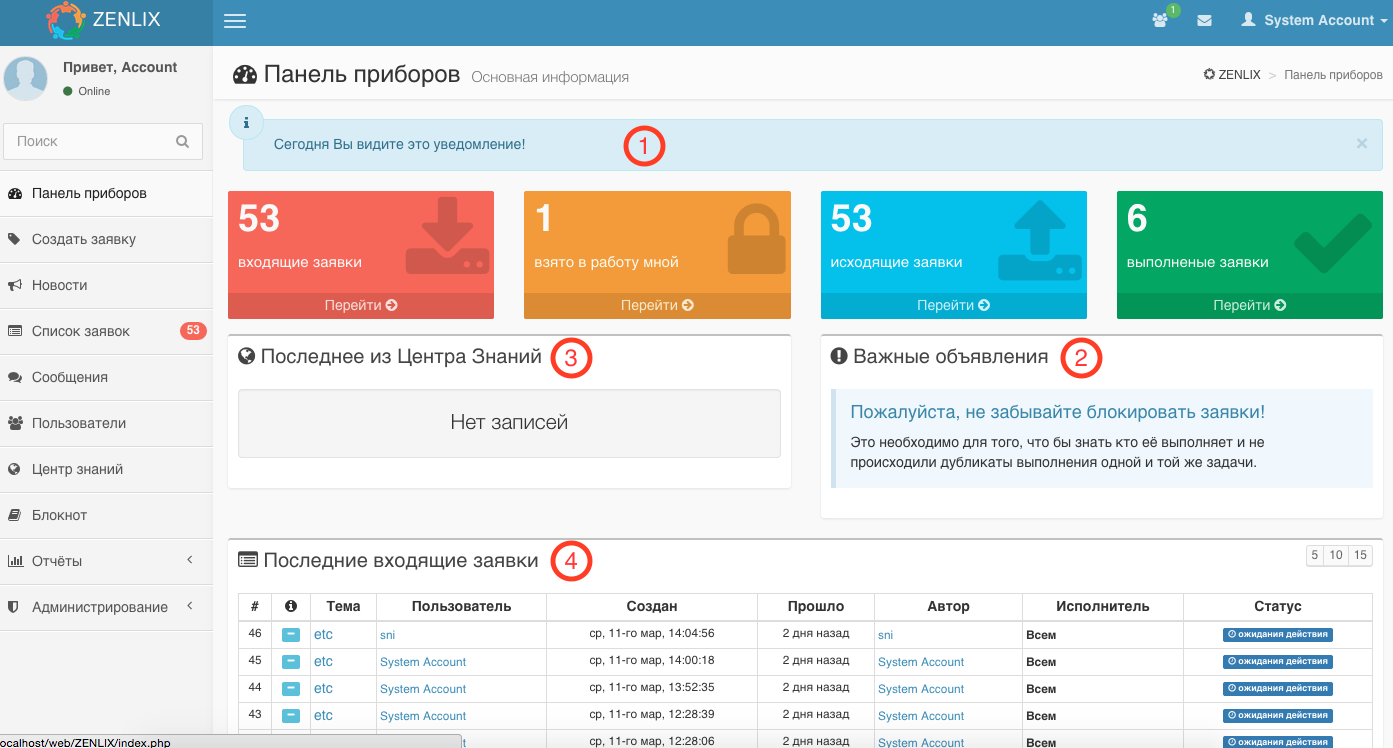 ZENLIX
1
System Account
Привет, Account
Online
Поиск
Панель приборов
Создать заявку
Новости
Список заявок 53
Сообщения
Пользователи
Центр знаний
Блокнот
Отчёты
Администрирование
Панель приборов Основная информация
ZENLIX > Панель приборов
Сегодня Вы видите это уведомление! 1 ×
53
входящие заявки
Перейти
1
взято в работу мной
Перейти
53
исходящие заявки
Перейти
6
выполненые заявки
Перейти
Последнее из Центра Знаний 3
Нет записей
Важные объявления 2
Пожалуйста, не забывайте блокировать заявки!
Это необходимо для того, что бы знать кто её выполняет и не
происходили дубликаты выполнения одной и той же задачи.
Последние входящие заявки 4
5 10 15
# Тема Пользователь Создан Прошло Автор Исполнитель Статус
46 etc sni ср, 11-го мар, 14:04:56 2 дня назад sni Всем ожидания действия
45 etc System Account ср, 11-го мар, 14:00:18 2 дня назад System Account Всем ожидания действия
44 etc System Account ср, 11-го мар, 13:52:35 2 дня назад System Account Всем ожидания действия
43 etc System Account ср, 11-го мар, 12:28:39 2 дня назад System Account Всем ожидания действия
ср, 11-го мар, 12:28:06 2 дня назад System Account Всем ожидания действия
ocalhost/web/ZENLIX/index.php